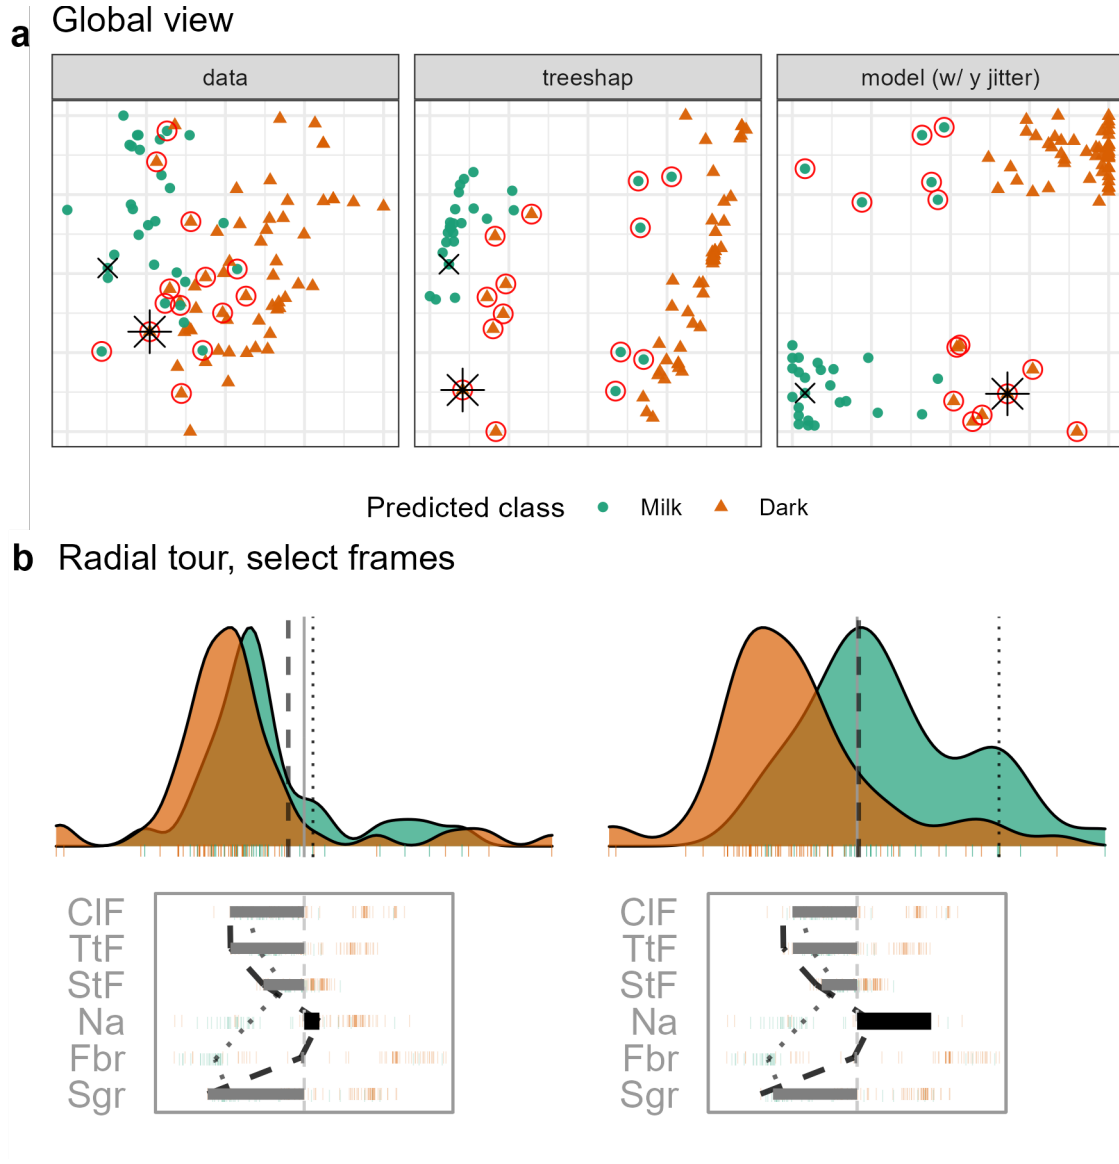 a Global view
data treeshap model (w/ y jitter)
Predicted class Milk Dark
b Radial tour, select frames
ClF ClF
TtF TtF
StF StF
Na Na
Fbr Fbr
Sgr Sgr